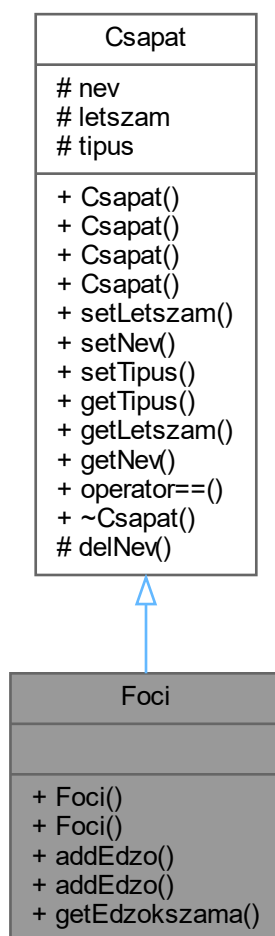 Csapat
# nev
# letszam
# tipus
+ Csapat()
+ Csapat()
+ Csapat()
+ Csapat()
+ setLetszam()
+ setNev()
+ setTipus()
+ getTipus()
+ getLetszam()
+ getNev()
+ operator==()
+ ~Csapat()
# delNev()
Foci
+ Foci()
+ Foci()
+ addEdzo()
+ addEdzo()
+ getEdzokszama()